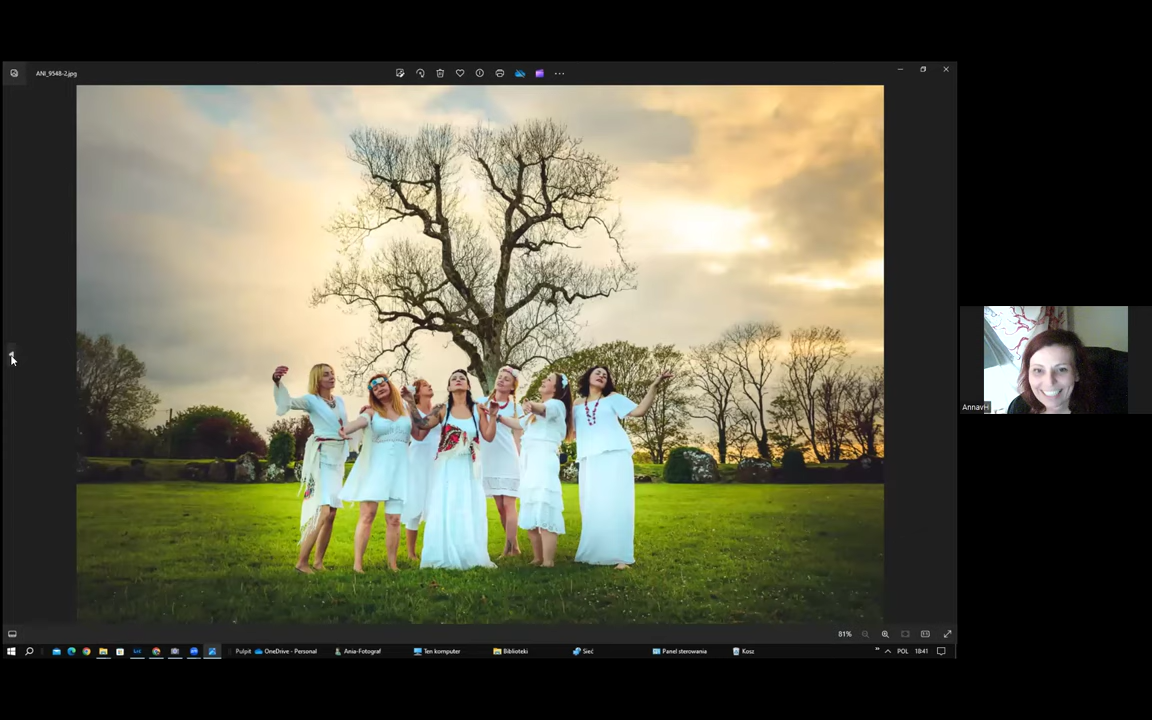 ANI_9548-2.jpg
AnnavH
81%
Pulpit OneDrive - Personal Ania-Fotograf Ten komputer Biblioteki Sieć Panel sterowania Kosz » POL 18:41